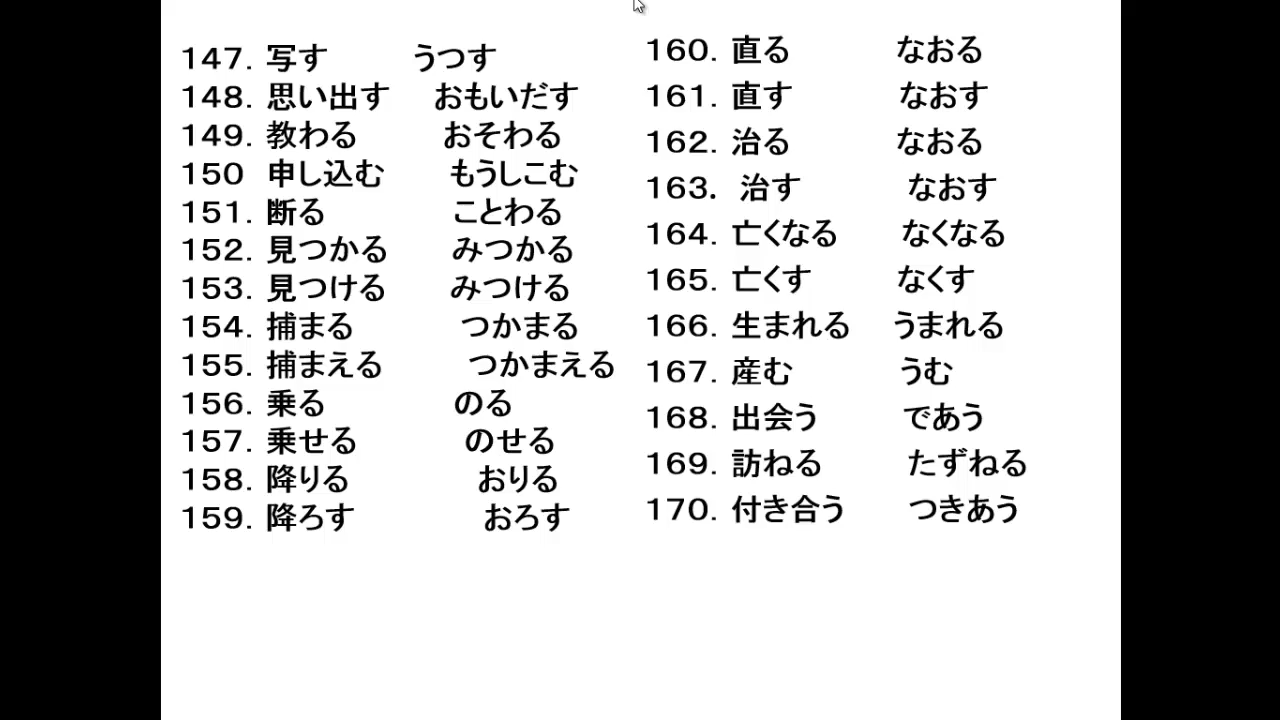 147. 写す うつす
148. 思い出す おもいだす
149. 教わる おそわる
150 申し込む もうしこむ
151. 断る ことわる
152. 見つかる みつかる
153. 見つける みつける
154. 捕まる つかまる
155. 捕まえる つかまえる
156. 乗る のる
157. 乗せる のせる
158. 降りる おりる
159. 降ろす おろす
160. 直る なおる
161. 直す なおす
162. 治る なおる
163. 治す なおす
164. 亡くなる なくなる
165. 亡くす なくす
166. 生まれる うまれる
167. 産む うむ
168. 出会う であう
169. 訪ねる たずねる
170. 付き合う つきあう